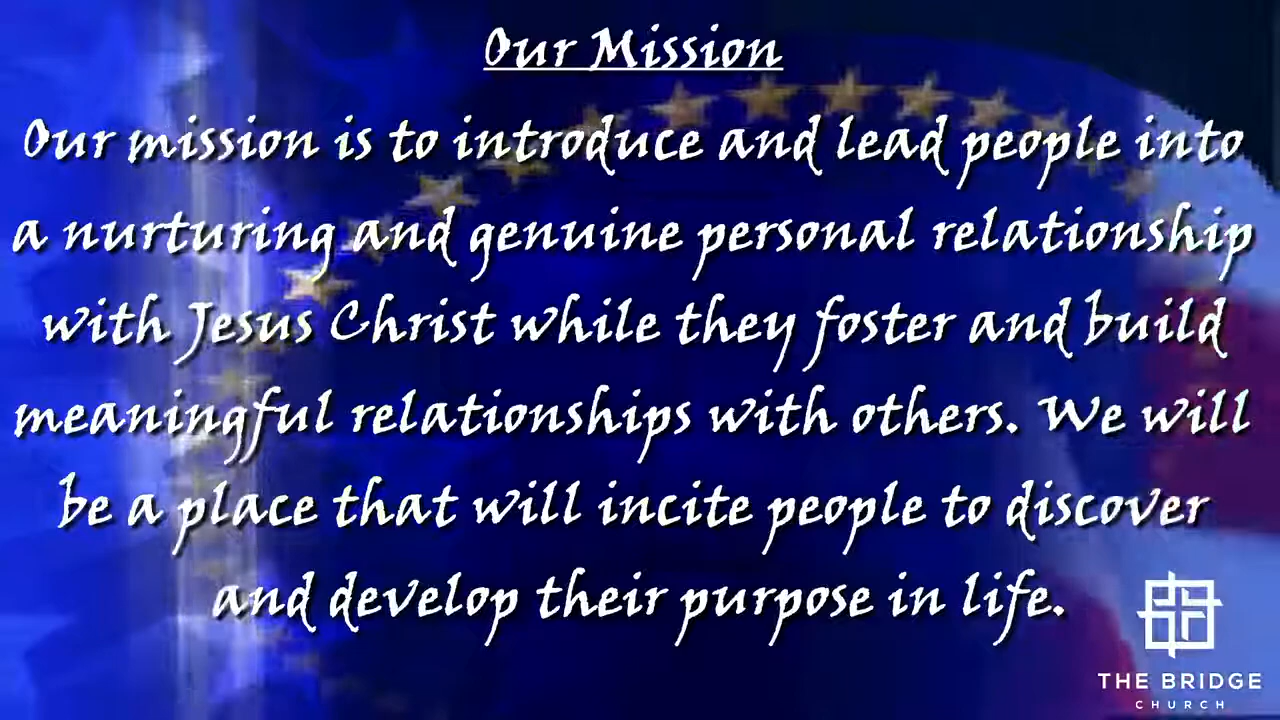 Our Mission
Our mission is to introduce and lead people into
a nurturing and genuine personal relationship
with Jesus Christ while they foster and build
meaningful relationships with others. We will
be a place that will incite people to discover
and develop their purpose in life.
THE BRIDGE
CHURCH